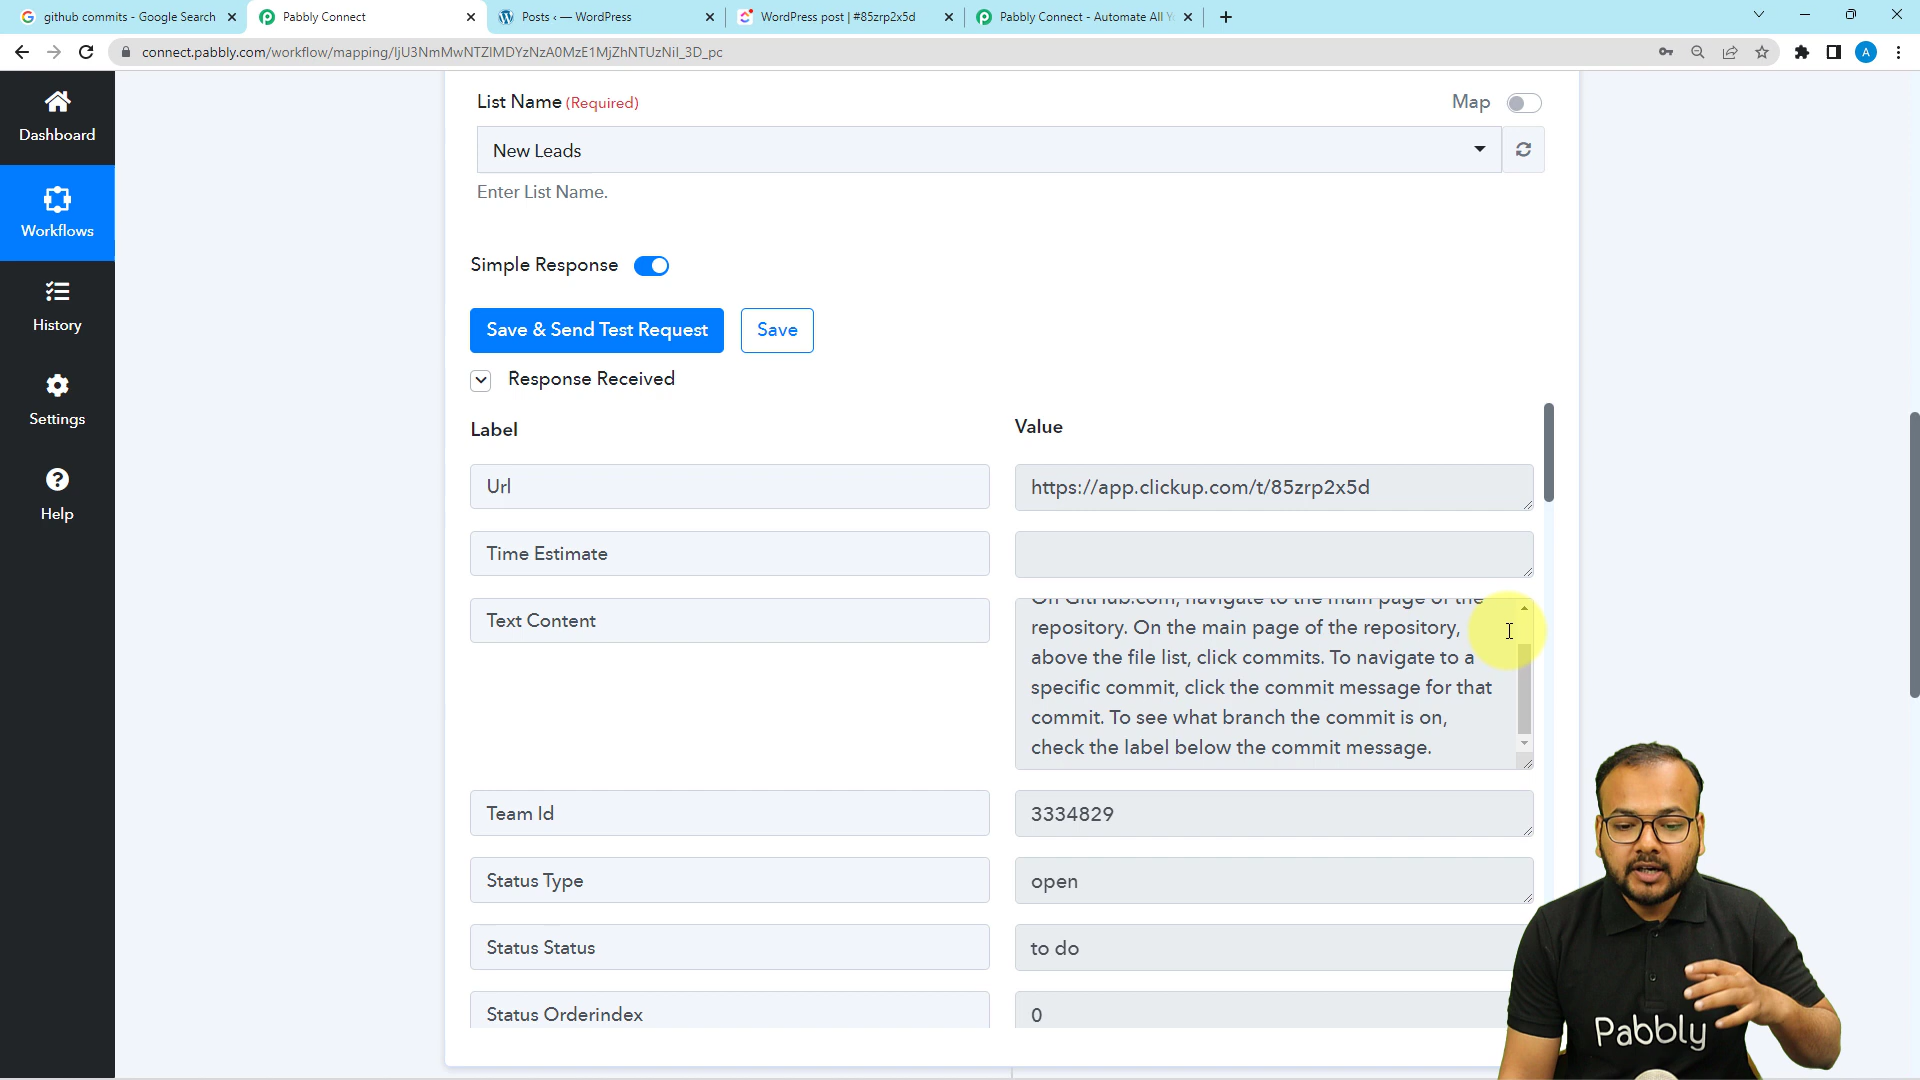 github commits - Google Search
Pabbly Connect
Posts ‹ — WordPress
WordPress post | #85zrp2x5d
Pabbly Connect - Automate All Y
connect.pabbly.com/workflow/mapping/IjU3NmMwNTZlMDYzNzA0MzE1MjZhNTUzNiI_3D_pc
A
Dashboard
Workflows
History
Settings
Help
List Name (Required)
Map
New Leads
Enter List Name.
Simple Response
Save & Send Test Request
Save
Response Received
Label
Value
Url
https://app.clickup.com/t/85zrp2x5d
Time Estimate
Text Content
On GitHub.com, navigate to the main page of the
repository. On the main page of the repository,
above the file list, click commits. To navigate to a
specific commit, click the commit message for that
commit. To see what branch the commit is on,
check the label below the commit message.
Team Id
3334829
Status Type
open
Status Status
to do
Status Orderindex
0
Pabbly